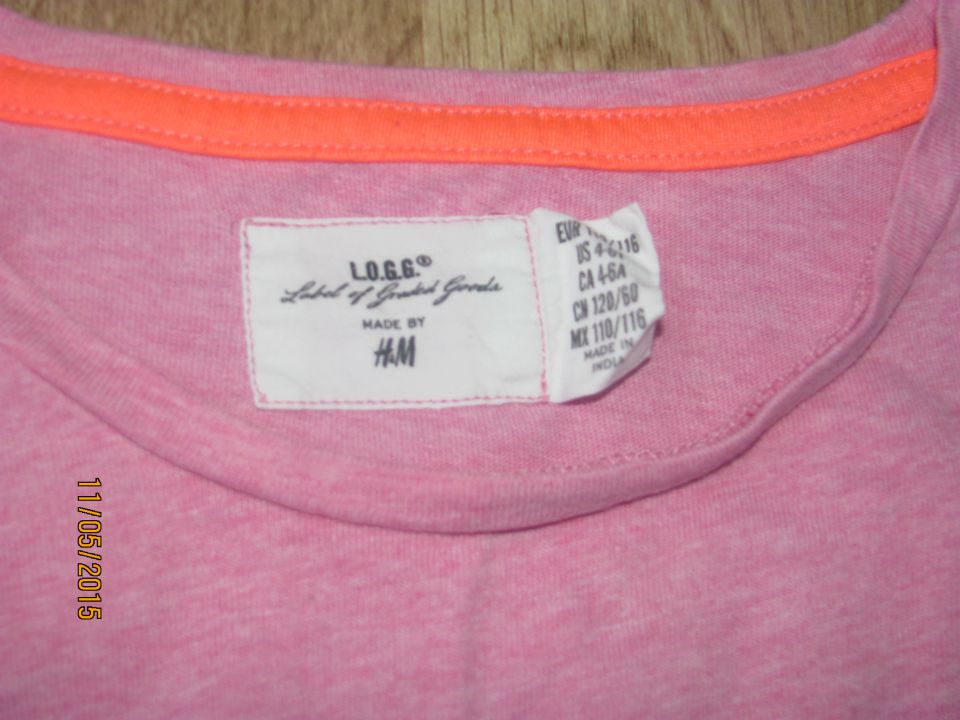 L.O.G.G.®
Label of Graded Goods
MADE BY
H&M
EUR
US 4-6
CA 4-6A
CN 120/60
MX 110/116
MADE IN
11/05/2015